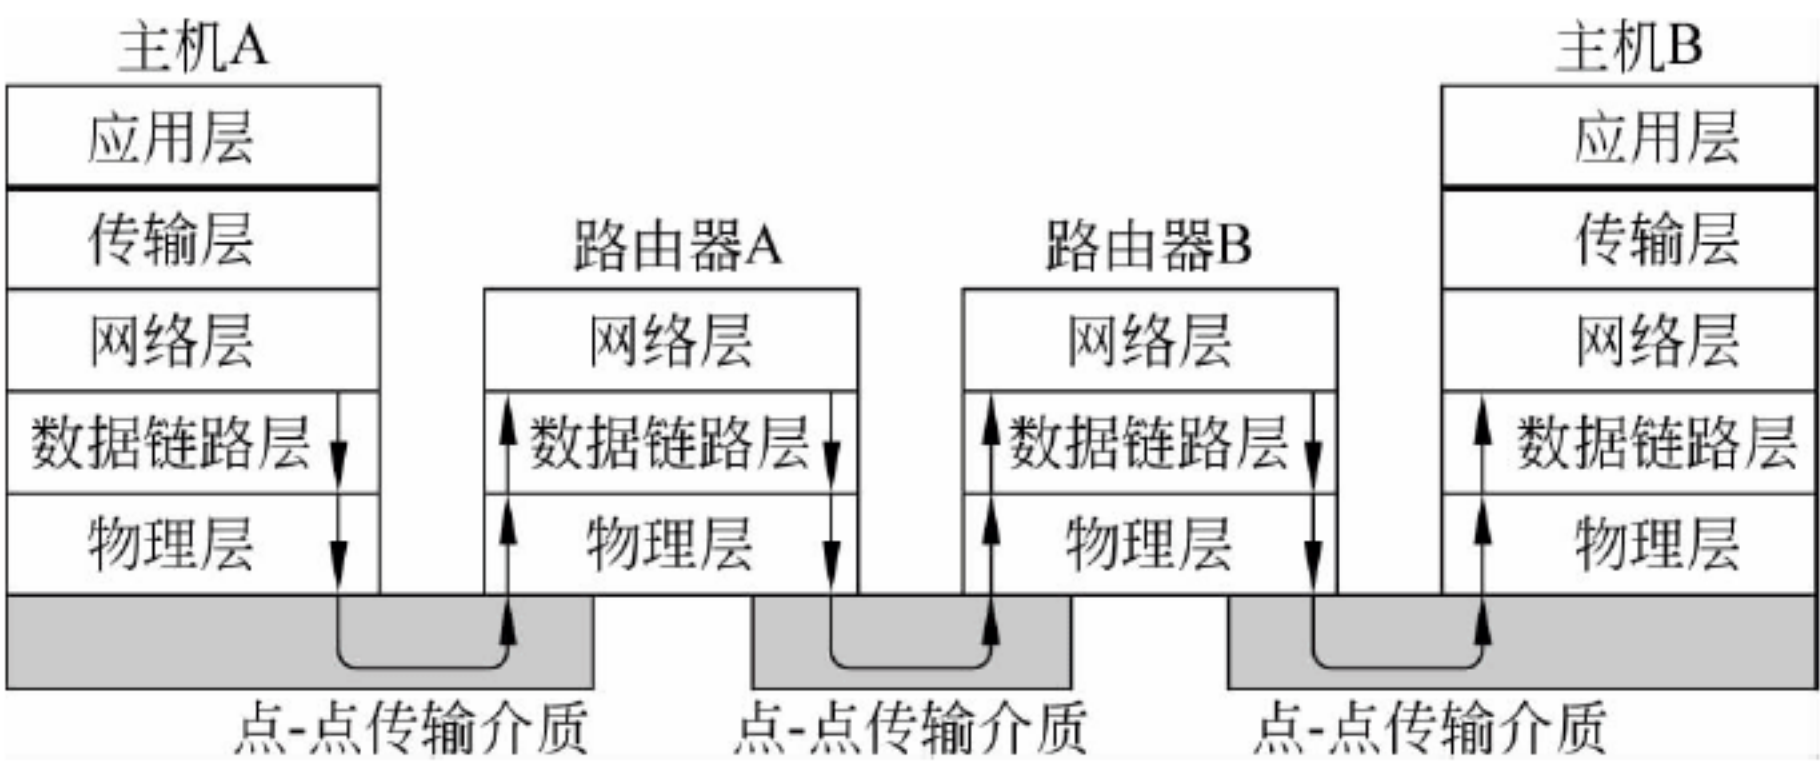 主机A
主机B
应用层
应用层
传输层
路由器A
路由器B
传输层
网络层
网络层
网络层
网络层
数据链路层
数据链路层
数据链路层
数据链路层
物理层
物理层
物理层
物理层
点-点传输介质
点-点传输介质
点-点传输介质